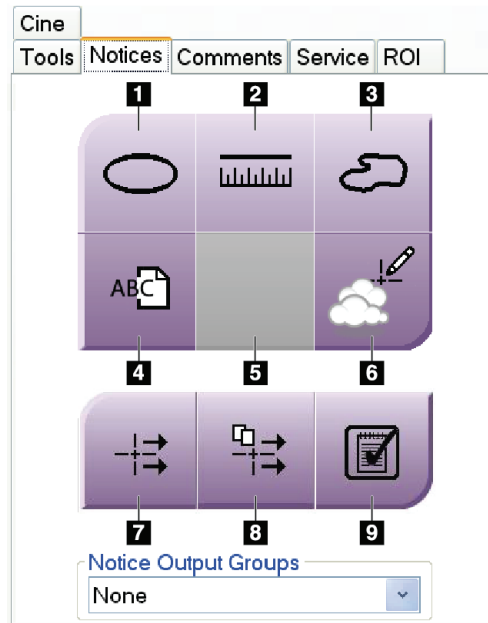 Cine
Tools Notices Comments Service ROI
1 2 3
ABC
4 5 6
7 8 9
Notice Output Groups
None